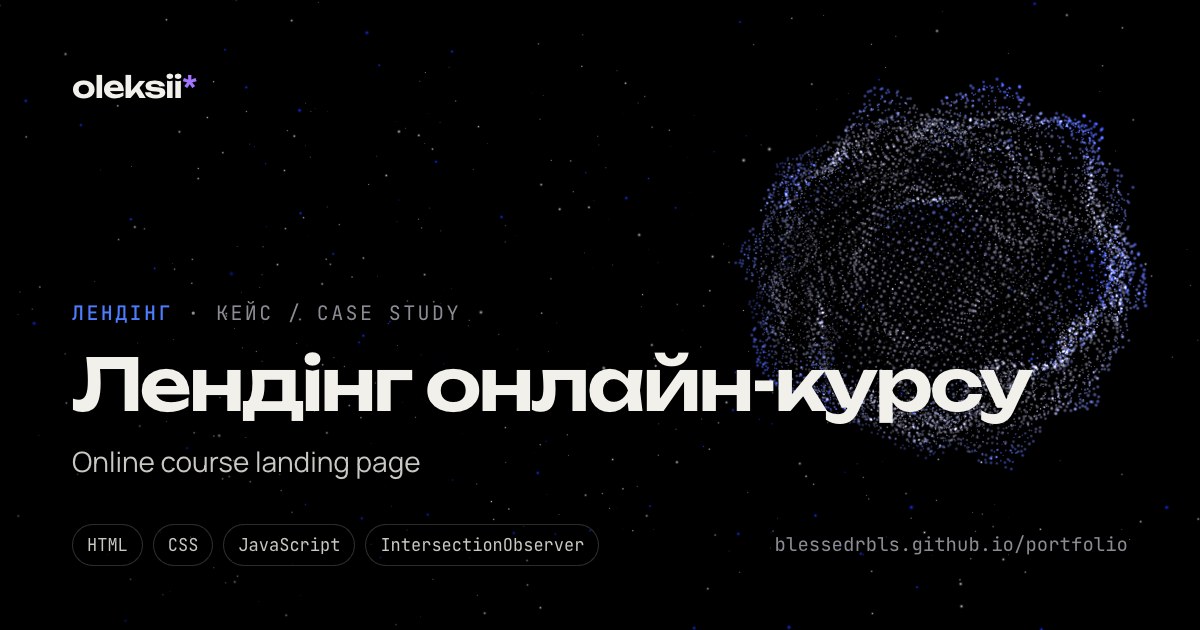 oleksii*
ЛЕНДІНГ · КЕЙС / CASE STUDY
Лендінг онлайн-курсу
Online course landing page
HTML CSS JavaScript IntersectionObserver blessedrbls.github.io/portfolio